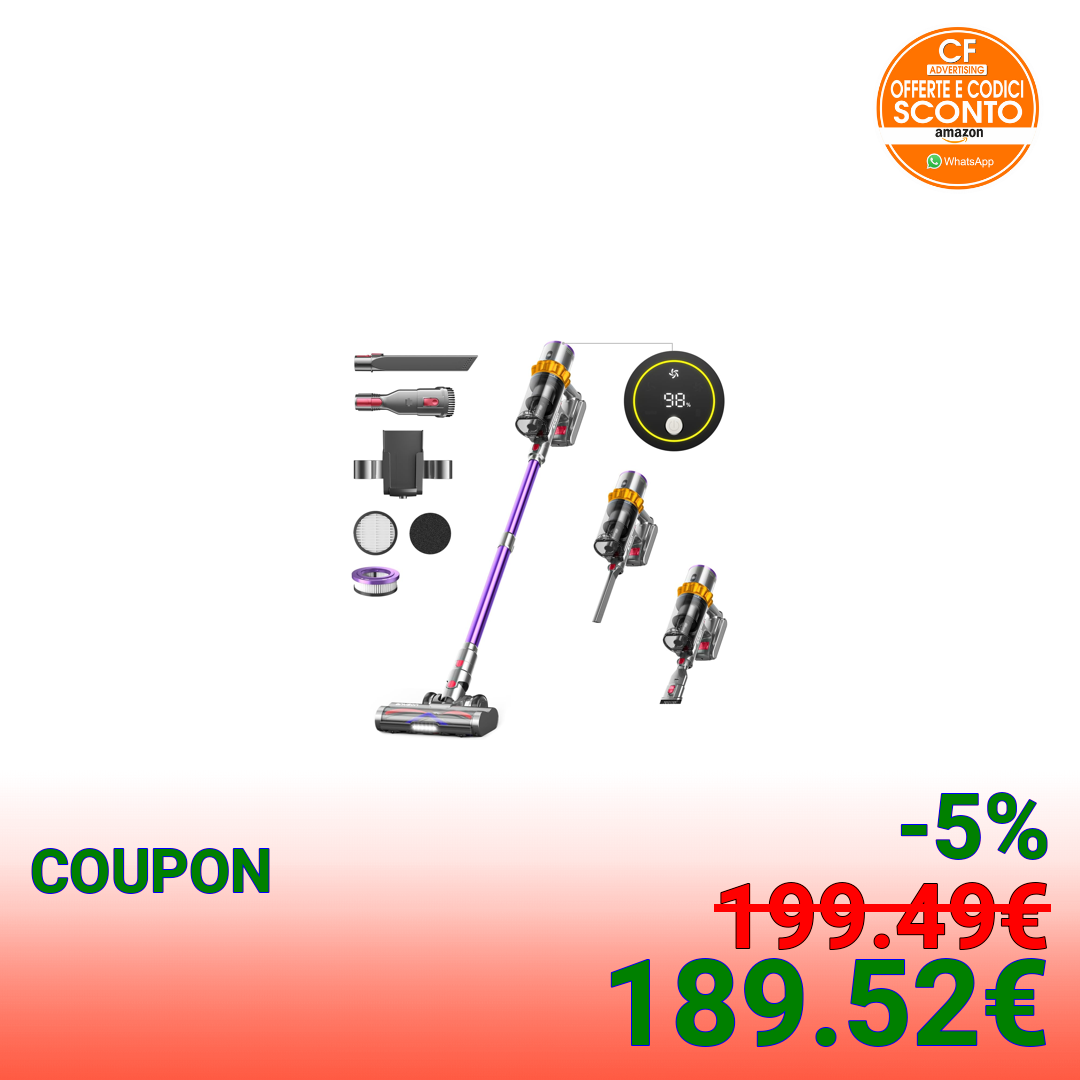 CF
ADVERTISING
OFFERTE E CODICI
SCONTO
amazon
WhatsApp
98%
-5%
COUPON
199.49€
189.52€